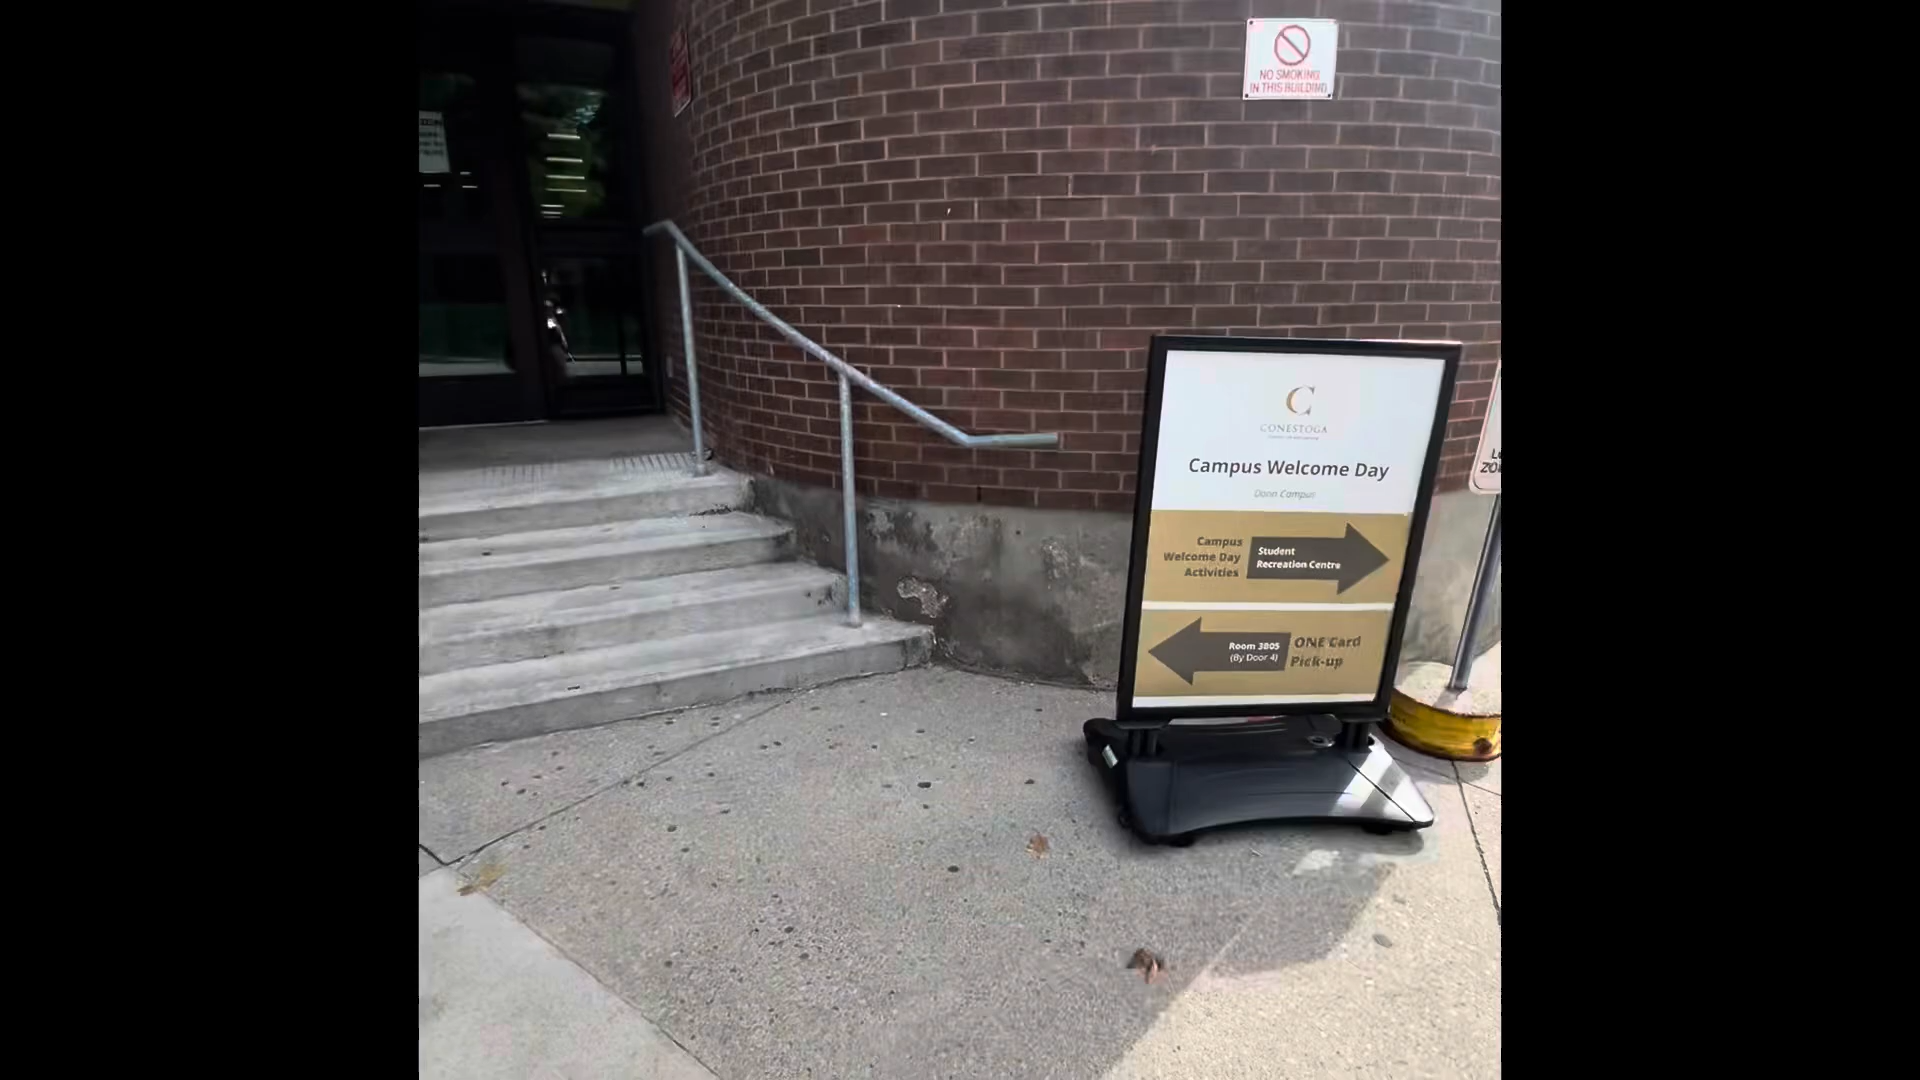 NO SMOKING
IN THIS BUILDING
C
CONESTOGA
Campus Welcome Day
Doon Campus
Campus
Welcome Day
Activities
Student
Recreation Centre
Room 3805
(By Door 4)
ONE Card
Pick-up